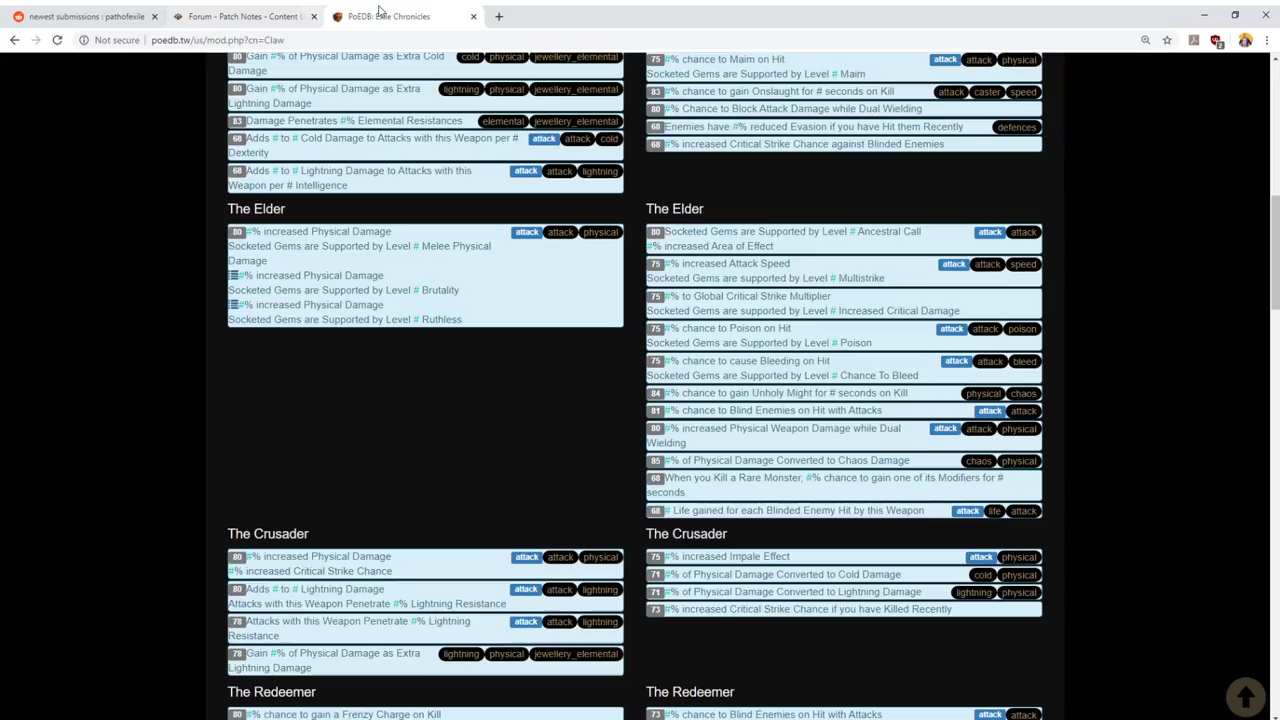 newest submissions : pathofexile
Forum - Patch Notes - Content U
PoEDB: Exile Chronicles
Not secure | poedb.tw/us/mod.php?cn=Claw
80 Gain #% of Physical Damage as Extra Cold cold physical jewellery_elemental
Damage
80 Gain #% of Physical Damage as Extra lightning physical jewellery_elemental
Lightning Damage
83 Damage Penetrates #% Elemental Resistances elemental jewellery_elemental
68 Adds # to # Cold Damage to Attacks with this Weapon per # attack attack cold
Dexterity
68 Adds # to # Lightning Damage to Attacks with this attack attack lightning
Weapon per # Intelligence
75 #% chance to Maim on Hit attack attack physical
Socketed Gems are Supported by Level # Maim
83 #% chance to gain Onslaught for # seconds on Kill attack caster speed
80 #% Chance to Block Attack Damage while Dual Wielding
68 Enemies have #% reduced Evasion if you have Hit them Recently defences
68 #% increased Critical Strike Chance against Blinded Enemies
The Elder
80 #% increased Physical Damage attack attack physical
Socketed Gems are Supported by Level # Melee Physical
Damage
#% increased Physical Damage
Socketed Gems are Supported by Level # Brutality
#% increased Physical Damage
Socketed Gems are Supported by Level # Ruthless
The Elder
80 Socketed Gems are Supported by Level # Ancestral Call attack attack
#% increased Area of Effect
75 #% increased Attack Speed attack attack speed
Socketed Gems are supported by Level # Multistrike
75 #% to Global Critical Strike Multiplier
Socketed Gems are supported by Level # Increased Critical Damage
75 #% chance to Poison on Hit attack attack poison
Socketed Gems are Supported by Level # Poison
75 #% chance to cause Bleeding on Hit attack attack bleed
Socketed Gems are Supported by Level # Chance To Bleed
84 #% chance to gain Unholy Might for # seconds on Kill physical chaos
81 #% chance to Blind Enemies on Hit with Attacks attack attack
80 #% increased Physical Weapon Damage while Dual attack attack physical
Wielding
85 #% of Physical Damage Converted to Chaos Damage chaos physical
68 When you Kill a Rare Monster, #% chance to gain one of its Modifiers for #
seconds
68 # Life gained for each Blinded Enemy Hit by this Weapon attack life attack
The Crusader
80 #% increased Physical Damage attack attack physical
#% increased Critical Strike Chance
80 Adds # to # Lightning Damage attack attack lightning
Attacks with this Weapon Penetrate #% Lightning Resistance
78 Attacks with this Weapon Penetrate #% Lightning attack attack lightning
Resistance
78 Gain #% of Physical Damage as Extra lightning physical jewellery_elemental
Lightning Damage
The Crusader
75 #% increased Impale Effect attack physical
71 #% of Physical Damage Converted to Cold Damage cold physical
71 #% of Physical Damage Converted to Lightning Damage lightning physical
73 #% increased Critical Strike Chance if you have Killed Recently
The Redeemer
80 #% chance to gain a Frenzy Charge on Kill
The Redeemer
73 #% chance to Blind Enemies on Hit with Attacks attack attack